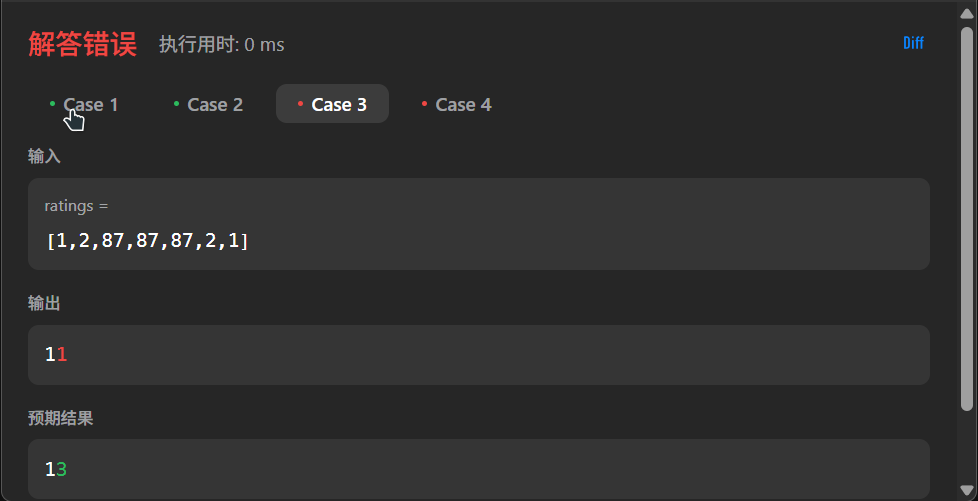 解答错误 执行用时: 0 ms Diff
Case 1 Case 2 Case 3 Case 4
输入
ratings =
[1,2,87,87,87,2,1]
输出
11
预期结果
13